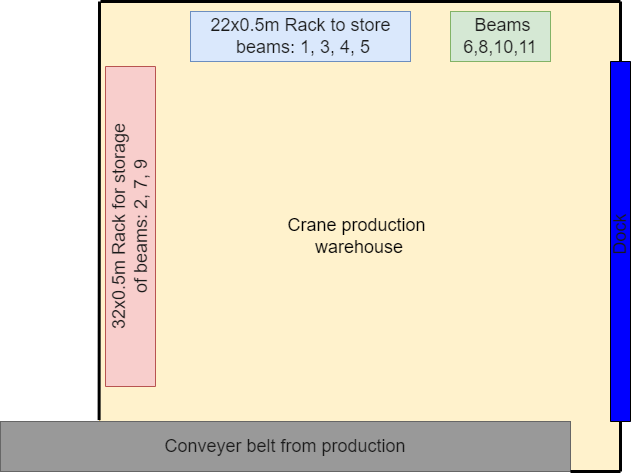 22x0.5m Rack to store
beams: 1, 3, 4, 5
Beams
6,8,10,11
32x0.5m Rack for storage
of beams: 2, 7, 9
Crane production
warehouse
Dock
Conveyer belt from production